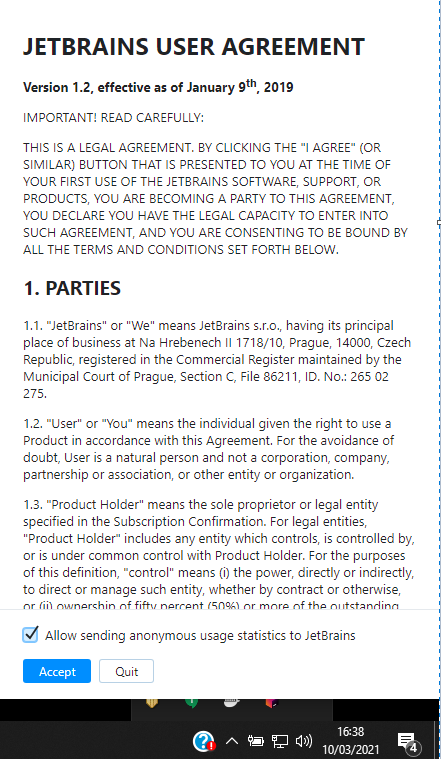 JETBRAINS USER AGREEMENT
Version 1.2, effective as of January 9th, 2019
IMPORTANT! READ CAREFULLY:
THIS IS A LEGAL AGREEMENT. BY CLICKING THE "I AGREE" (OR
SIMILAR) BUTTON THAT IS PRESENTED TO YOU AT THE TIME OF
YOUR FIRST USE OF THE JETBRAINS SOFTWARE, SUPPORT, OR
PRODUCTS, YOU ARE BECOMING A PARTY TO THIS AGREEMENT,
YOU DECLARE YOU HAVE THE LEGAL CAPACITY TO ENTER INTO
SUCH AGREEMENT, AND YOU ARE CONSENTING TO BE BOUND BY
ALL THE TERMS AND CONDITIONS SET FORTH BELOW.
1. PARTIES
1.1. "JetBrains" or "We" means JetBrains s.r.o., having its principal
place of business at Na Hrebenech II 1718/10, Prague, 14000, Czech
Republic, registered in the Commercial Register maintained by the
Municipal Court of Prague, Section C, File 86211, ID. No.: 265 02
275.
1.2. "User" or "You" means the individual given the right to use a
Product in accordance with this Agreement. For the avoidance of
doubt, User is a natural person and not a corporation, company,
partnership or association, or other entity or organization.
1.3. "Product Holder" means the sole proprietor or legal entity
specified in the Subscription Confirmation. For legal entities,
"Product Holder" includes any entity which controls, is controlled by,
or is under common control with Product Holder. For the purposes
of this definition, "control" means (i) the power, directly or indirectly,
to direct or manage such entity, whether by contract or otherwise,
or (ii) ownership of fifty percent (50%) or more of the outstanding
Allow sending anonymous usage statistics to JetBrains
Accept
Quit
16:38
10/03/2021
4